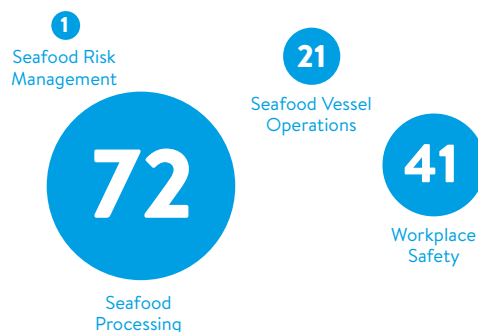 1
Seafood Risk
Management
21
Seafood Vessel
Operations
72
Seafood
Processing
41
Workplace
Safety